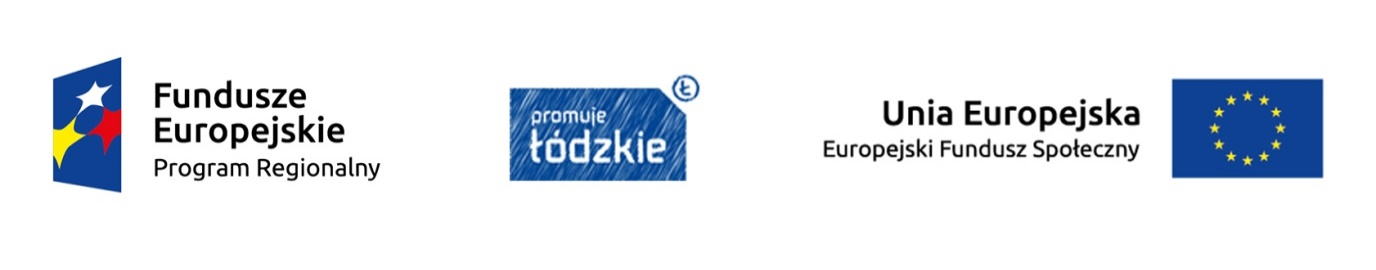 Fundusze
Europejskie
Program Regionalny
promuje
łódzkie
Ł
Unia Europejska
Europejski Fundusz Społeczny